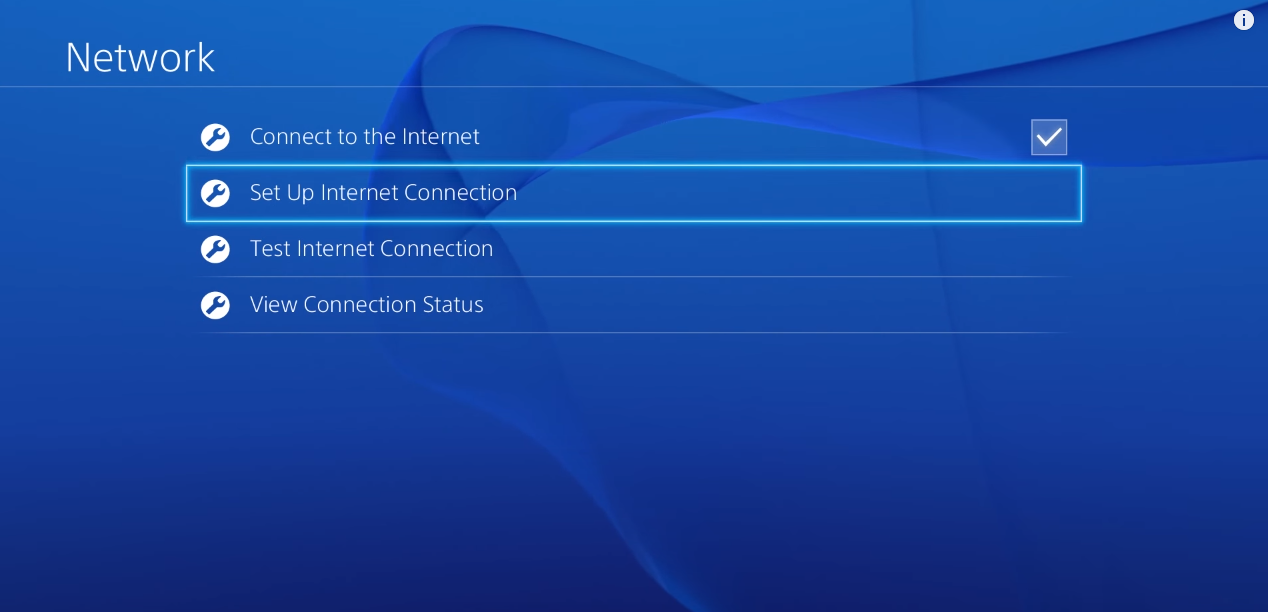 Network
Connect to the Internet
Set Up Internet Connection
Test Internet Connection
View Connection Status